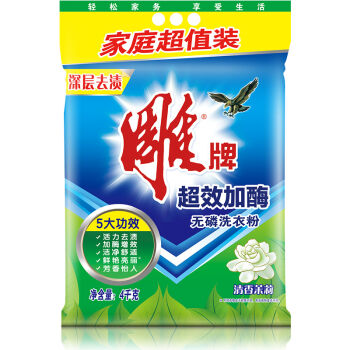 轻松家务 享受生活
家庭超值装
深层去渍
雕®牌
超效加酶
无磷洗衣粉
5大功效
活力去渍
加酶增效
洁净舒适
鲜艳亮丽
芳香怡人
清香茉莉
净含量：4千克